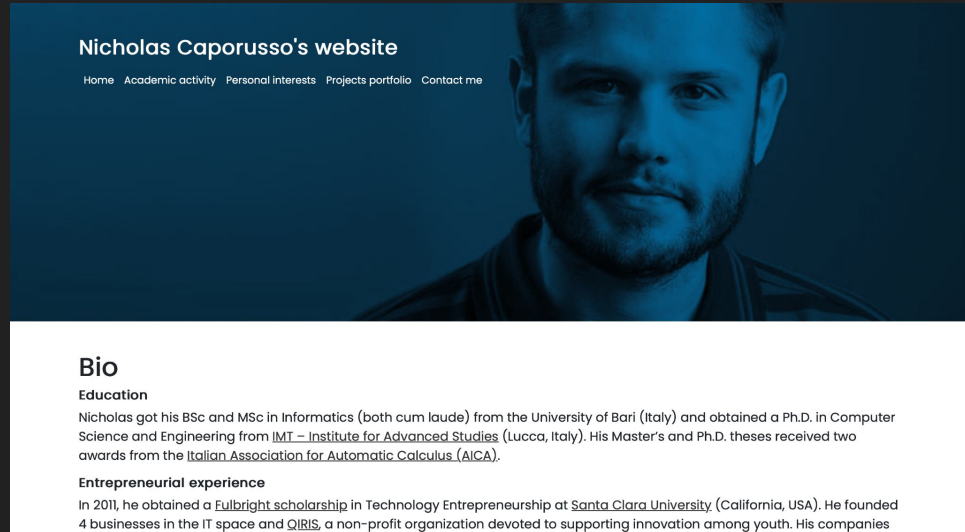 Nicholas Caporusso's website
Home Academic activity Personal interests Projects portfolio Contact me
Bio
Education
Nicholas got his BSc and MSc in Informatics (both cum laude) from the University of Bari (Italy) and obtained a Ph.D. in Computer
Science and Engineering from IMT – Institute for Advanced Studies (Lucca, Italy). His Master’s and Ph.D. theses received two
awards from the Italian Association for Automatic Calculus (AICA).
Entrepreneurial experience
In 2011, he obtained a Fulbright scholarship in Technology Entrepreneurship at Santa Clara University (California, USA). He founded
4 businesses in the IT space and QIRIS, a non-profit organization devoted to supporting innovation among youth. His companies